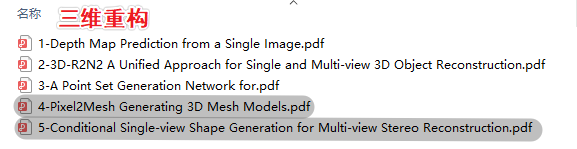 名称
三维重构
1-Depth Map Prediction from a Single Image.pdf
2-3D-R2N2 A Unified Approach for Single and Multi-view 3D Object Reconstruction.pdf
3-A Point Set Generation Network for.pdf
4-Pixel2Mesh Generating 3D Mesh Models.pdf
5-Conditional Single-view Shape Generation for Multi-view Stereo Reconstruction.pdf